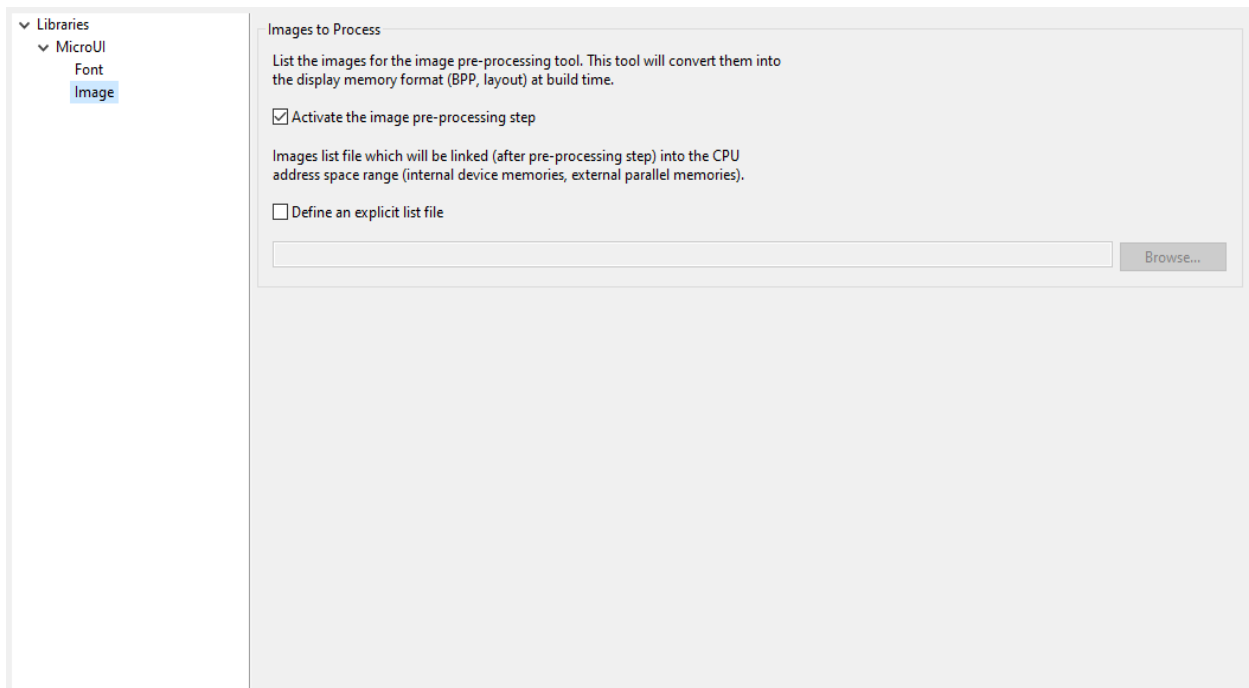 Libraries
MicroUI
Font
Image
Images to Process
List the images for the image pre-processing tool. This tool will convert them into
the display memory format (BPP, layout) at build time.
Activate the image pre-processing step
Images list file which will be linked (after pre-processing step) into the CPU
address space range (internal device memories, external parallel memories).
Define an explicit list file
Browse...